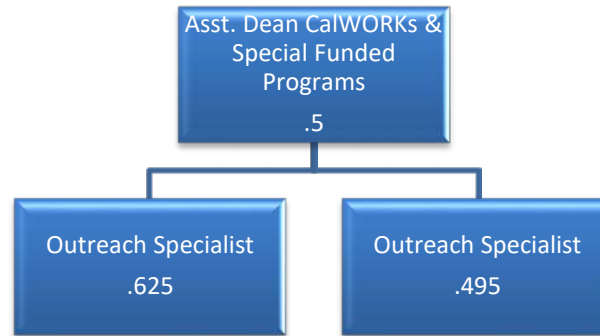 Asst. Dean CalWORKs &
Special Funded
Programs
.5
Outreach Specialist
.625
Outreach Specialist
.495